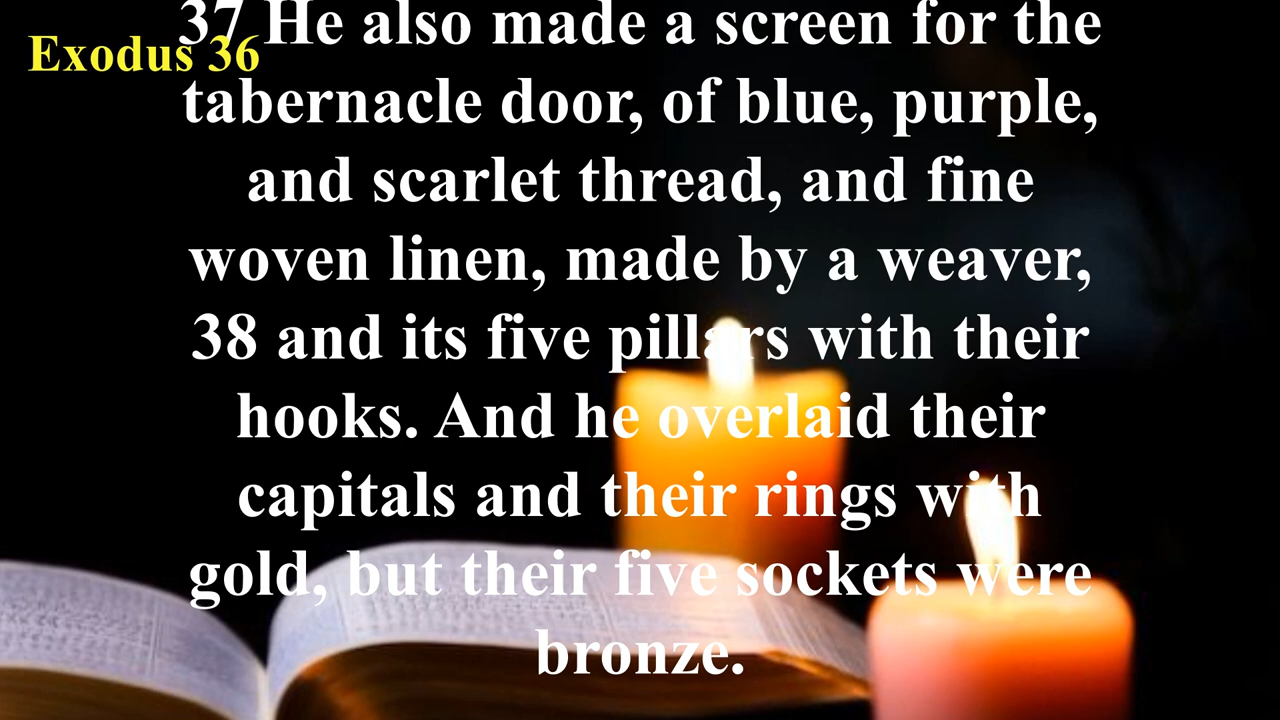 Exodus 36
37 He also made a screen for the
tabernacle door, of blue, purple,
and scarlet thread, and fine
woven linen, made by a weaver,
38 and its five pillars with their
hooks. And he overlaid their
capitals and their rings with
gold, but their five sockets were
bronze.